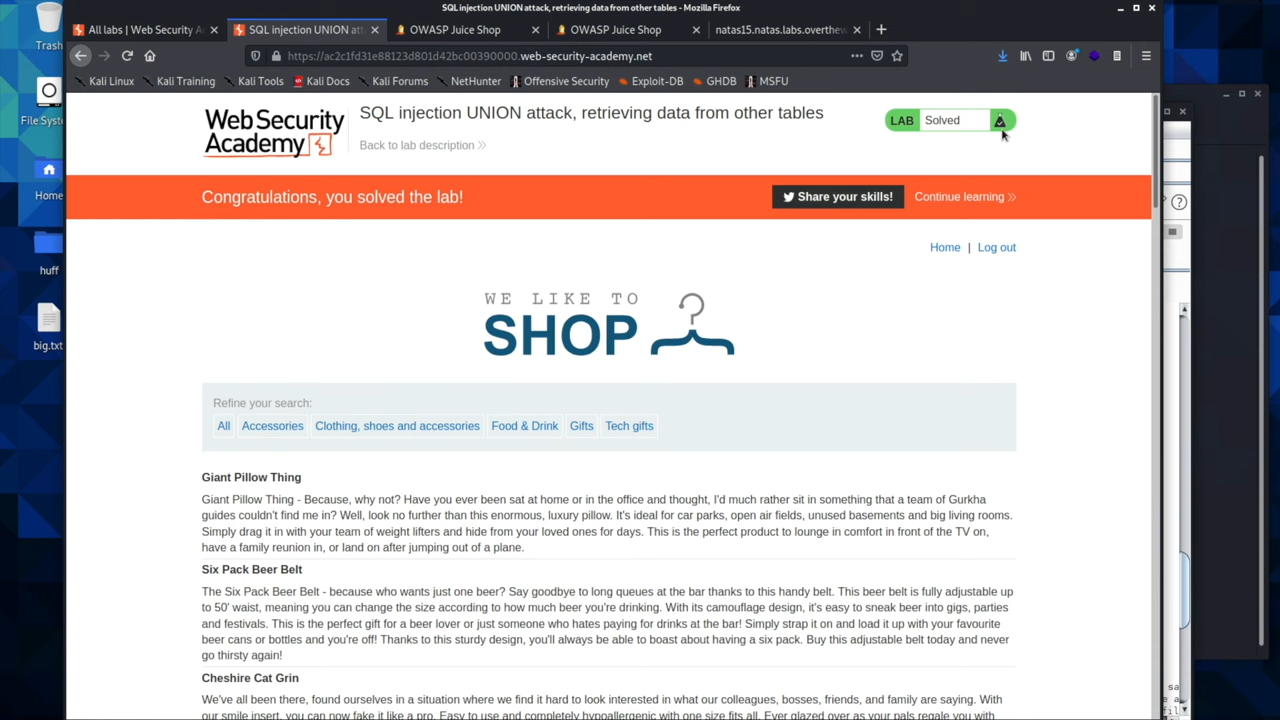 SQL injection UNION attack, retrieving data from other tables - Mozilla Firefox
Trash
All labs | Web Security A
SQL injection UNION att
OWASP Juice Shop
OWASP Juice Shop
natas15.natas.labs.overthew
https://ac2c1fd31e88123d801d42bc00390000.web-security-academy.net
Kali Linux
Kali Training
Kali Tools
Kali Docs
Kali Forums
NetHunter
Offensive Security
Exploit-DB
GHDB
MSFU
File Syste
Home
huff
big.txt
Web Security
Academy
SQL injection UNION attack, retrieving data from other tables
Back to lab description
LAB Solved
Congratulations, you solved the lab!
Share your skills!
Continue learning
Home | Log out
WE LIKE TO
SHOP
Refine your search:
All
Accessories
Clothing, shoes and accessories
Food & Drink
Gifts
Tech gifts
Giant Pillow Thing
Giant Pillow Thing - Because, why not? Have you ever been sat at home or in the office and thought, I'd much rather sit in something that a team of Gurkha
guides couldn't find me in? Well, look no further than this enormous, luxury pillow. It's ideal for car parks, open air fields, unused basements and big living rooms.
Simply drag it in with your team of weight lifters and hide from your loved ones for days. This is the perfect product to lounge in comfort in front of the TV on,
have a family reunion in, or land on after jumping out of a plane.
Six Pack Beer Belt
The Six Pack Beer Belt - because who wants just one beer? Say goodbye to long queues at the bar thanks to this handy belt. This beer belt is fully adjustable up
to 50' waist, meaning you can change the size according to how much beer you're drinking. With its camouflage design, it's easy to sneak beer into gigs, parties
and festivals. This is the perfect gift for a beer lover or just someone who hates paying for drinks at the bar! Simply strap it on and load it up with your favourite
beer cans or bottles and you're off! Thanks to this sturdy design, you'll always be able to boast about having a six pack. Buy this adjustable belt today and never
go thirsty again!
Cheshire Cat Grin
We've all been there, found ourselves in a situation where we find it hard to look interested in what our colleagues, bosses, friends, and family are saying. With
our smile insert, you can now fake it like a pro. Easy to use and completely hypoallergenic with one size fits all. Ever glazed over as your pals regale you with